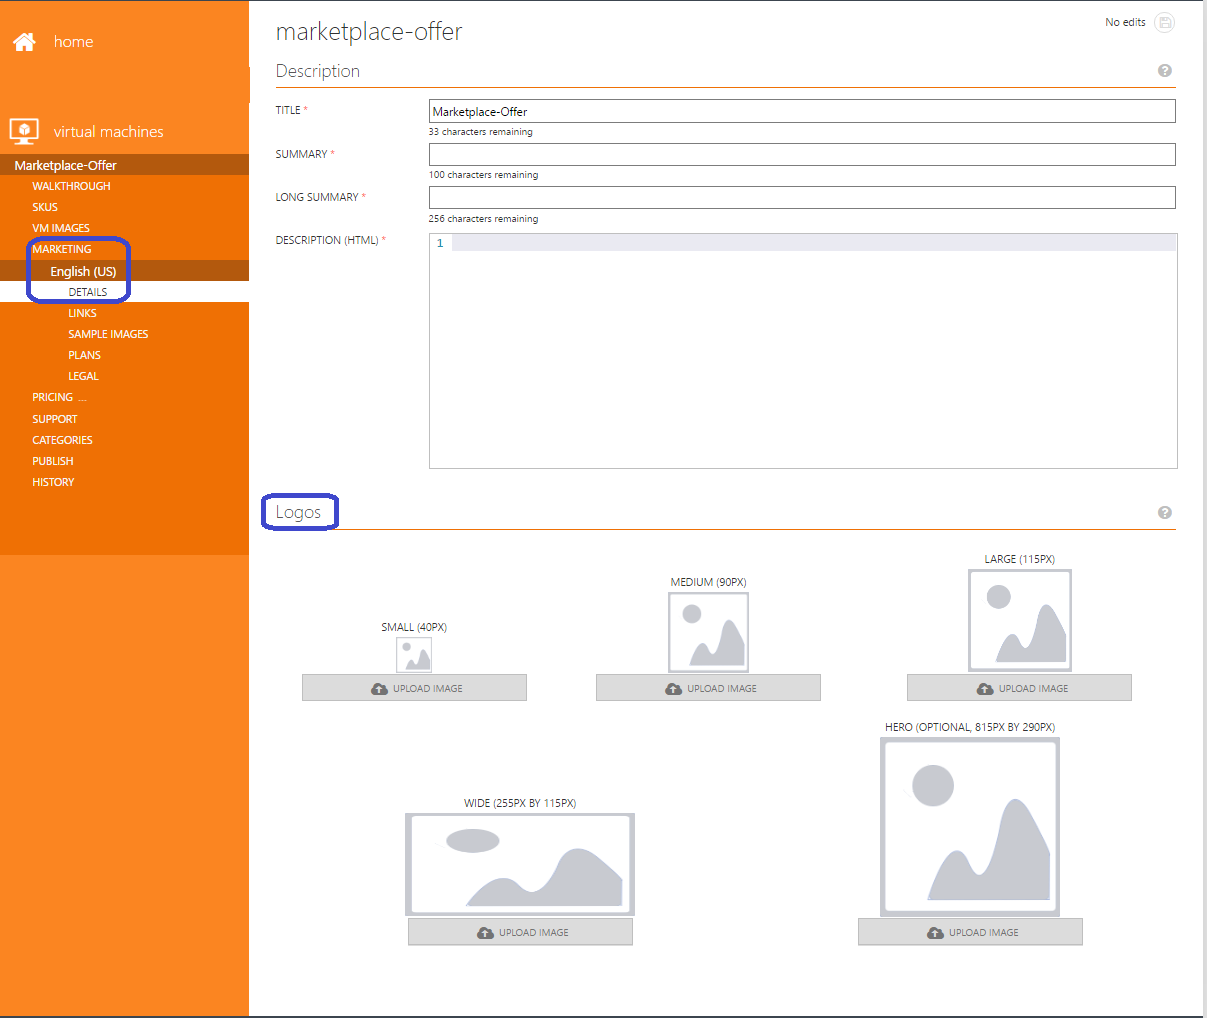 home
virtual machines
Marketplace-Offer
WALKTHROUGH
SKUS
VM IMAGES
MARKETING
English (US)
DETAILS
LINKS
SAMPLE IMAGES
PLANS
LEGAL
PRICING ...
SUPPORT
CATEGORIES
PUBLISH
HISTORY
marketplace-offer
No edits
Description
?
TITLE *
Marketplace-Offer
33 characters remaining
SUMMARY *
100 characters remaining
LONG SUMMARY *
256 characters remaining
DESCRIPTION (HTML) *
1
Logos
?
SMALL (40PX)
UPLOAD IMAGE
MEDIUM (90PX)
UPLOAD IMAGE
LARGE (115PX)
UPLOAD IMAGE
WIDE (255PX BY 115PX)
UPLOAD IMAGE
HERO (OPTIONAL, 815PX BY 290PX)
UPLOAD IMAGE